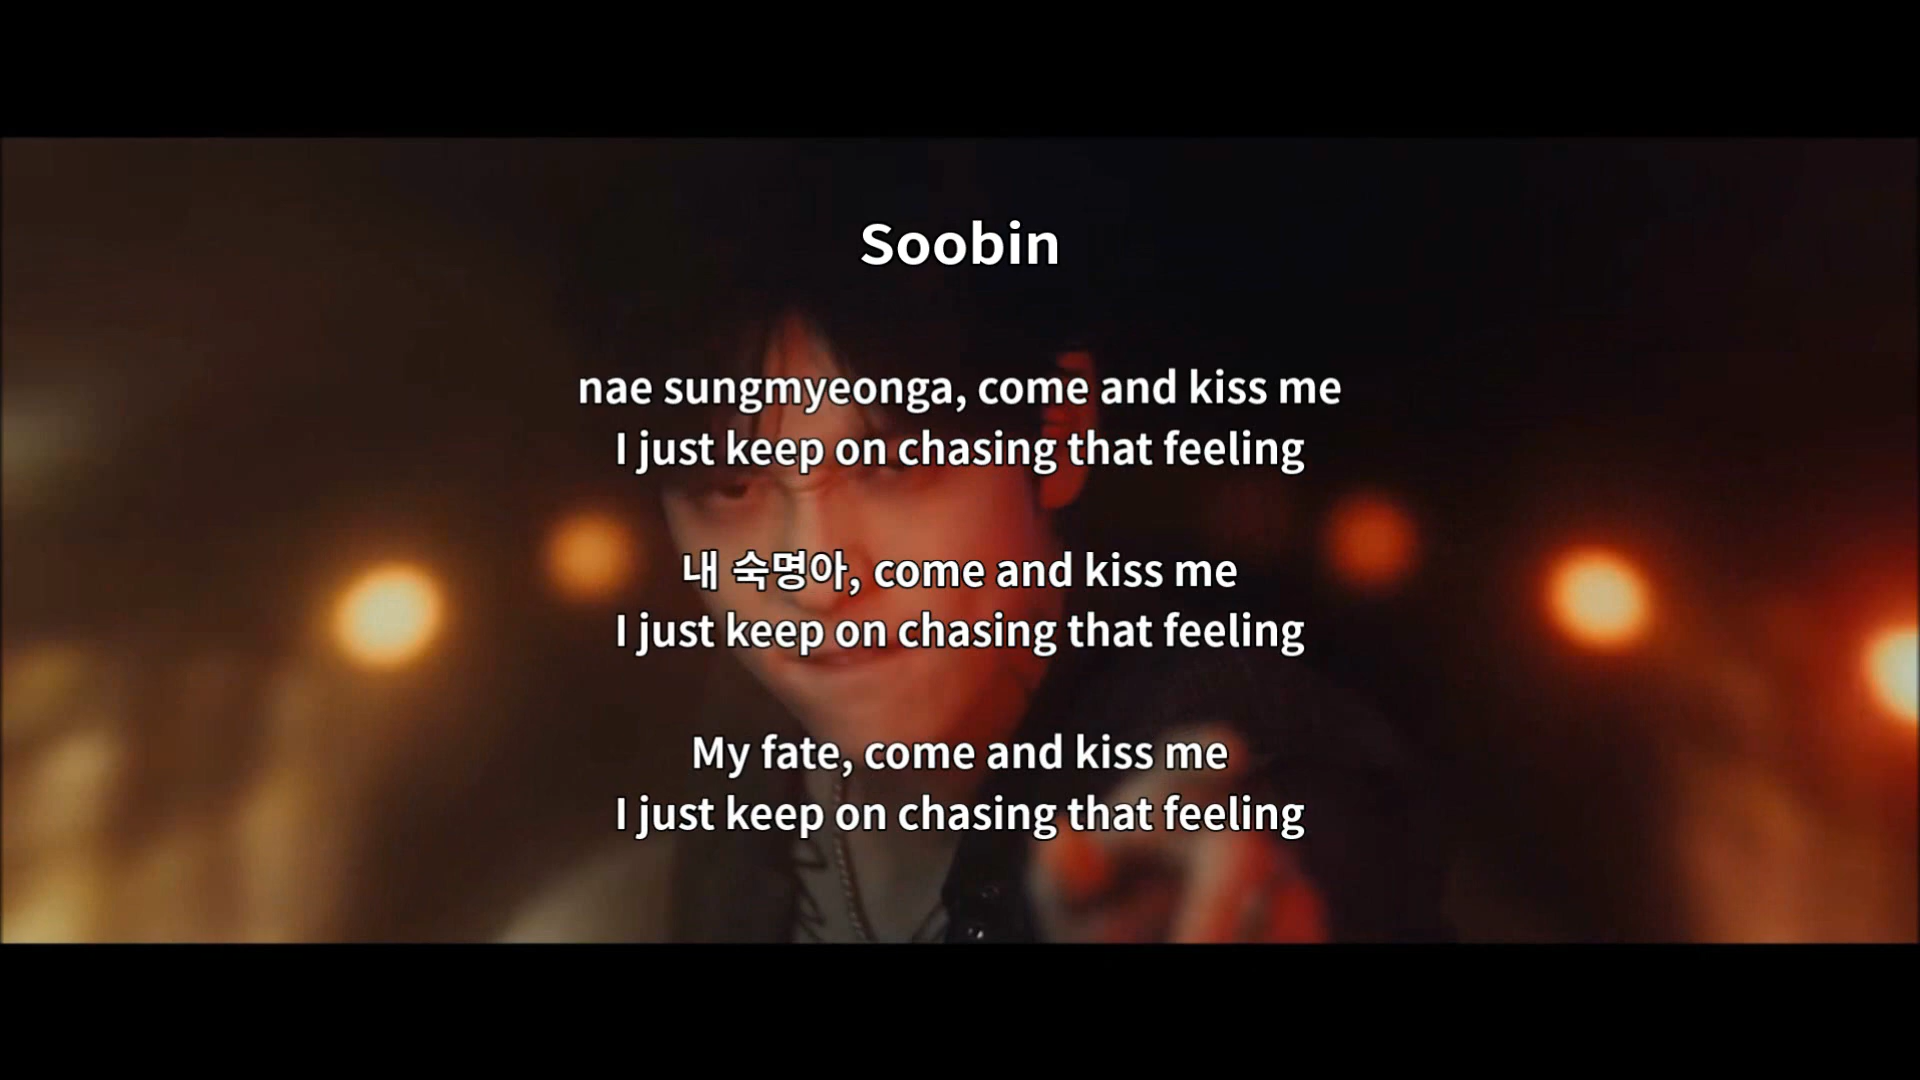 Soobin
nae sungmyeonga, come and kiss me
I just keep on chasing that feeling
내 숙명아, come and kiss me
I just keep on chasing that feeling
My fate, come and kiss me
I just keep on chasing that feeling